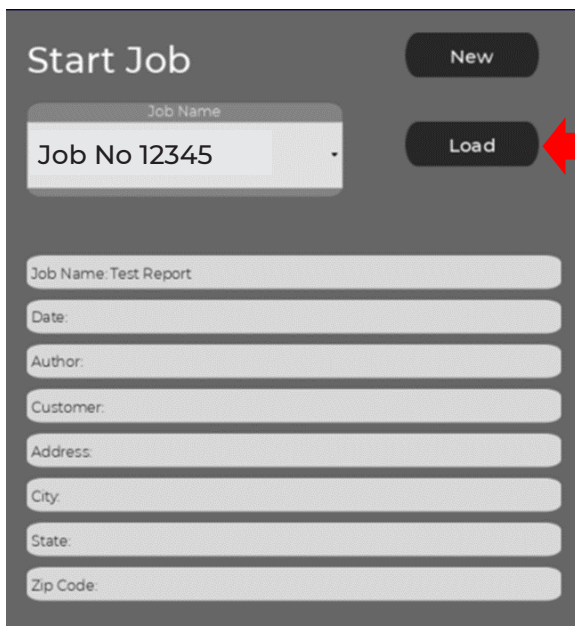 Start Job
New
Job Name
Job No 12345
Load
Job Name: Test Report
Date:
Author:
Customer:
Address:
City:
State:
Zip Code: